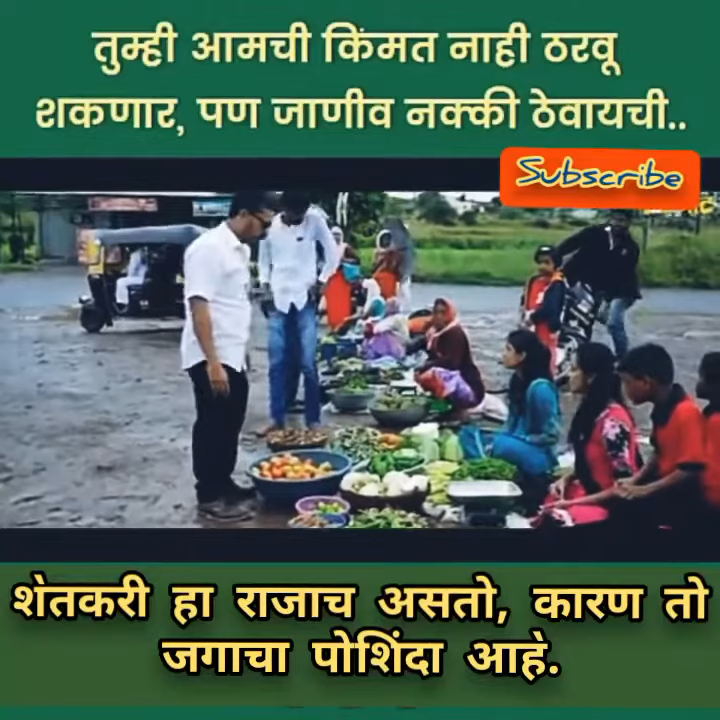 तुम्ही आमची किंमत नाही ठरवू
शकणार, पण जाणीव नक्की ठेवायची..
Subscribe
शेतकरी हा राजाच असतो, कारण तो
जगाचा पोशिंदा आहे.